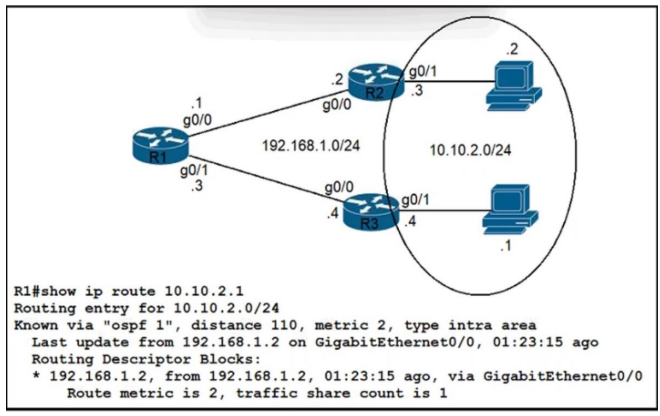 .2
.2
g0/1
R2
.3
g0/0
.1
g0/0
192.168.1.0/24
10.10.2.0/24
R1
g0/1
.3
g0/0
g0/1
.4
R3
.4
.1
R1#show ip route 10.10.2.1
Routing entry for 10.10.2.0/24
Known via "ospf 1", distance 110, metric 2, type intra area
Last update from 192.168.1.2 on GigabitEthernet0/0, 01:23:15 ago
Routing Descriptor Blocks:
* 192.168.1.2, from 192.168.1.2, 01:23:15 ago, via GigabitEthernet0/0
Route metric is 2, traffic share count is 1